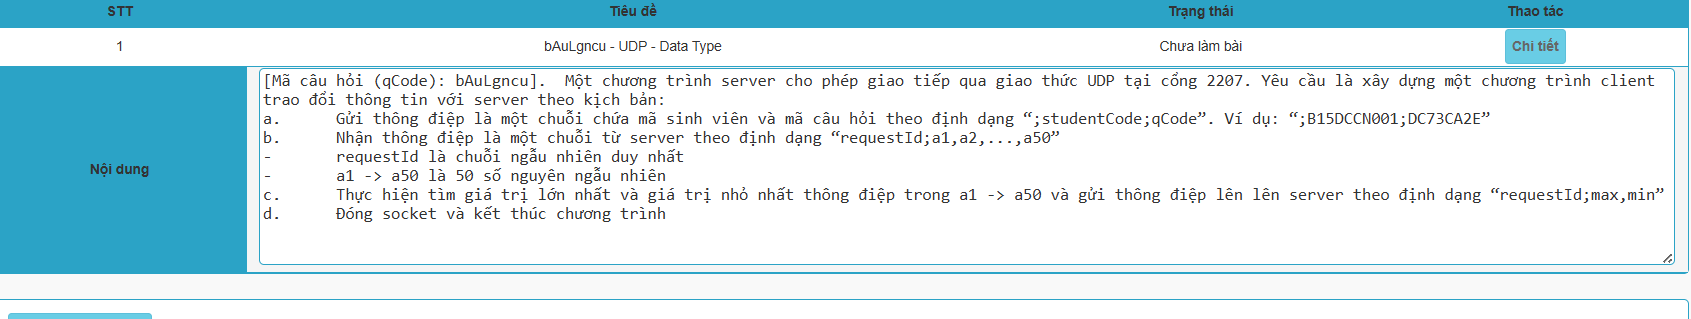 STT Tiêu đề Trạng thái Thao tác
1 bAuLgncu - UDP - Data Type Chưa làm bài Chi tiết
Nội dung
[Mã câu hỏi (qCode): bAuLgncu].  Một chương trình server cho phép giao tiếp qua giao thức UDP tại cổng 2207. Yêu cầu là xây dựng một chương trình client
trao đổi thông tin với server theo kịch bản:
a. Gửi thông điệp là một chuỗi chứa mã sinh viên và mã câu hỏi theo định dạng “;studentCode;qCode”. Ví dụ: “;B15DCCN001;DC73CA2E”
b. Nhận thông điệp là một chuỗi từ server theo định dạng “requestId;a1,a2,...,a50”
- requestId là chuỗi ngẫu nhiên duy nhất
- a1 -> a50 là 50 số nguyên ngẫu nhiên
c. Thực hiện tìm giá trị lớn nhất và giá trị nhỏ nhất thông điệp trong a1 -> a50 và gửi thông điệp lên lên server theo định dạng “requestId;max,min”
d. Đóng socket và kết thúc chương trình